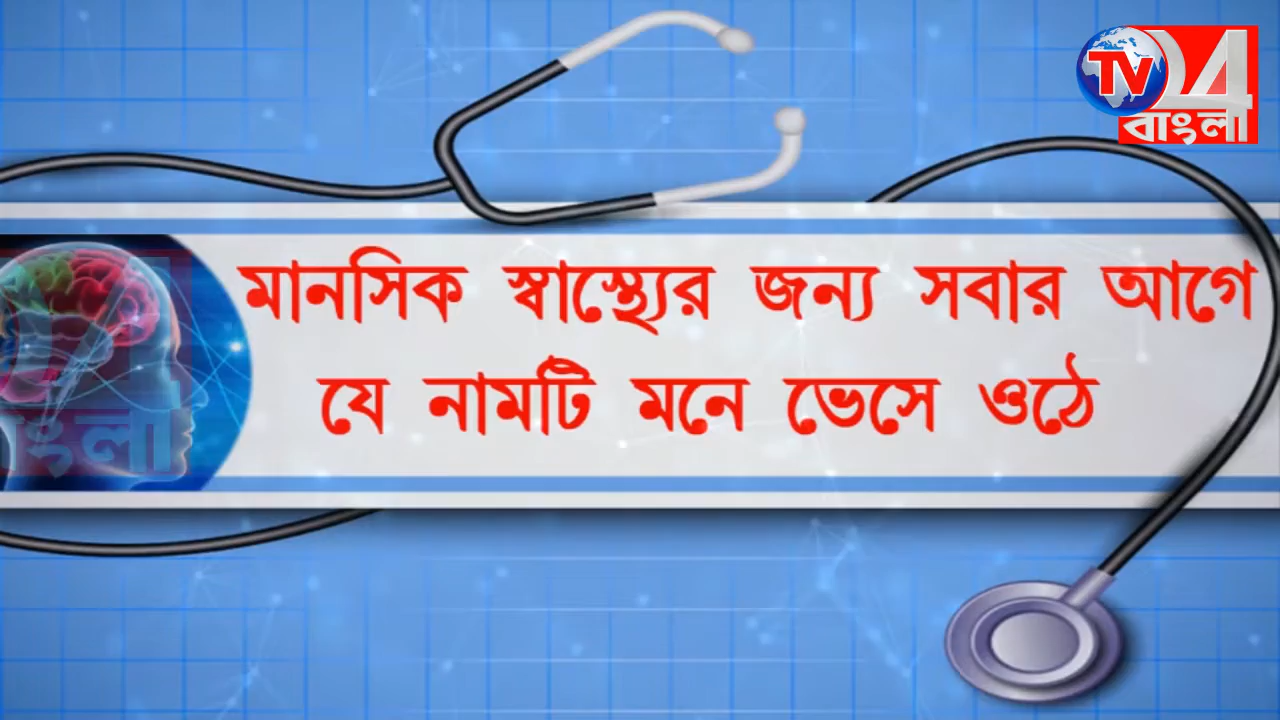 TV 24
বাংলা
মানসিক স্বাস্থ্যের জন্য সবার আগে
যে নামটি মনে ভেসে ওঠে
বাংলা